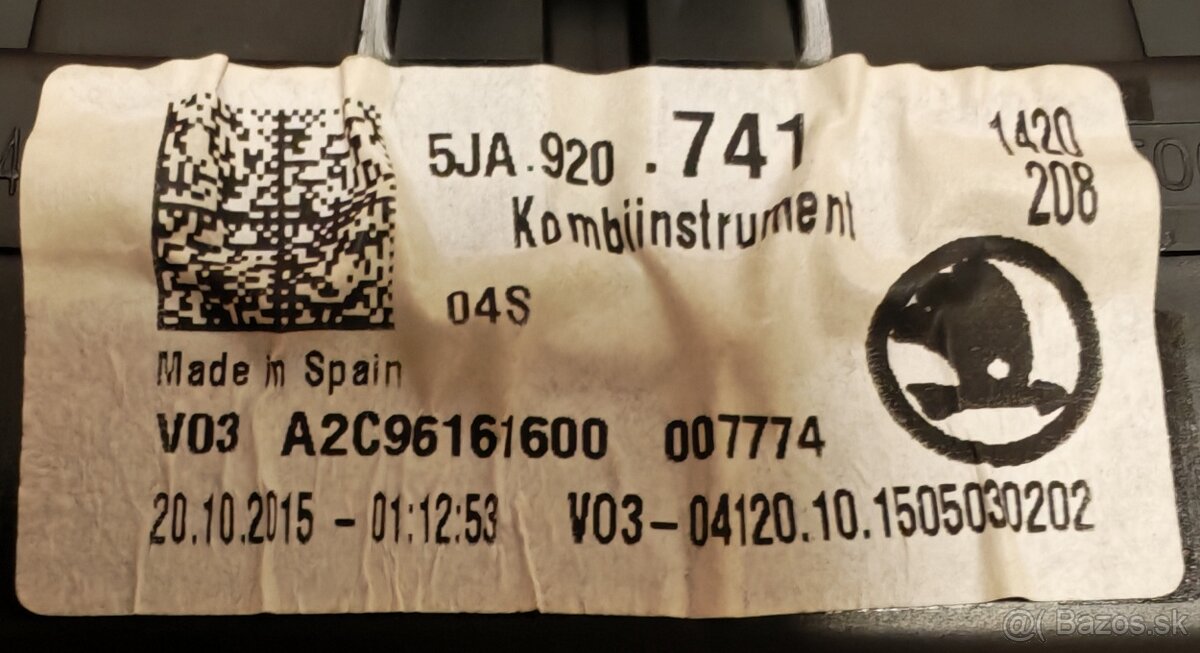 5JA.920.741
1420
208
Kombiinstrument
04S
Made in Spain
V03 A2C96161600 007774
20.10.2015 - 01:12:53 V03-04120.10.1505030202
@( Bazos.sk